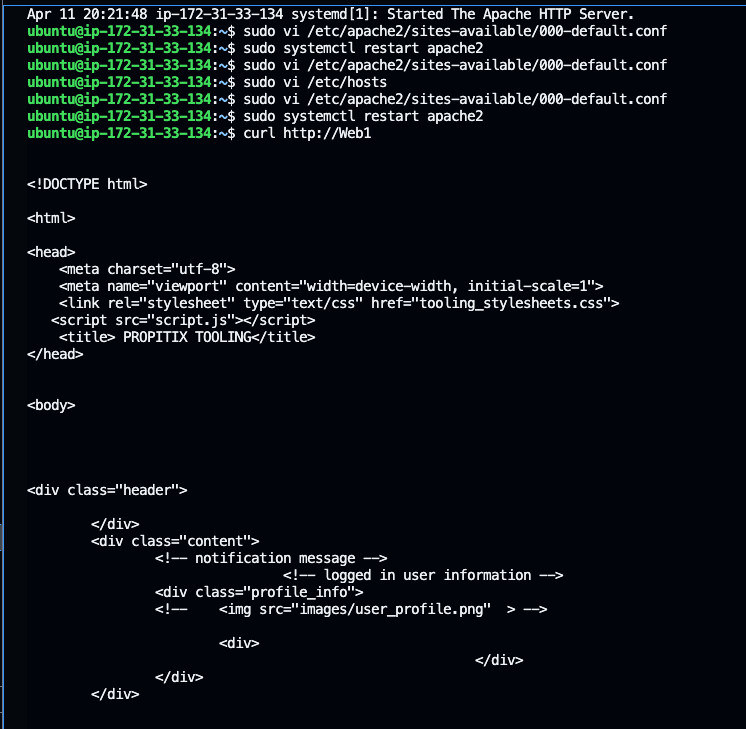 Apr 11 20:21:48 ip-172-31-33-134 systemd[1]: Started The Apache HTTP Server.
ubuntu@ip-172-31-33-134:~$ sudo vi /etc/apache2/sites-available/000-default.conf
ubuntu@ip-172-31-33-134:~$ sudo systemctl restart apache2
ubuntu@ip-172-31-33-134:~$ sudo vi /etc/apache2/sites-available/000-default.conf
ubuntu@ip-172-31-33-134:~$ sudo vi /etc/hosts
ubuntu@ip-172-31-33-134:~$ sudo vi /etc/apache2/sites-available/000-default.conf
ubuntu@ip-172-31-33-134:~$ sudo systemctl restart apache2
ubuntu@ip-172-31-33-134:~$ curl http://Web1
<!DOCTYPE html>
<html>
<head>
    <meta charset="utf-8">
    <meta name="viewport" content="width=device-width, initial-scale=1">
    <link rel="stylesheet" type="text/css" href="tooling_stylesheets.css">
   <script src="script.js"></script>
    <title> PROPITIX TOOLING</title>
</head>
<body>
<div class="header">
        </div>
        <div class="content">
                <!-- notification message -->
                                <!-- logged in user information -->
                <div class="profile_info">
                <!--    <img src="images/user_profile.png"  > -->
                        <div>
                                                        </div>
                </div>
        </div>